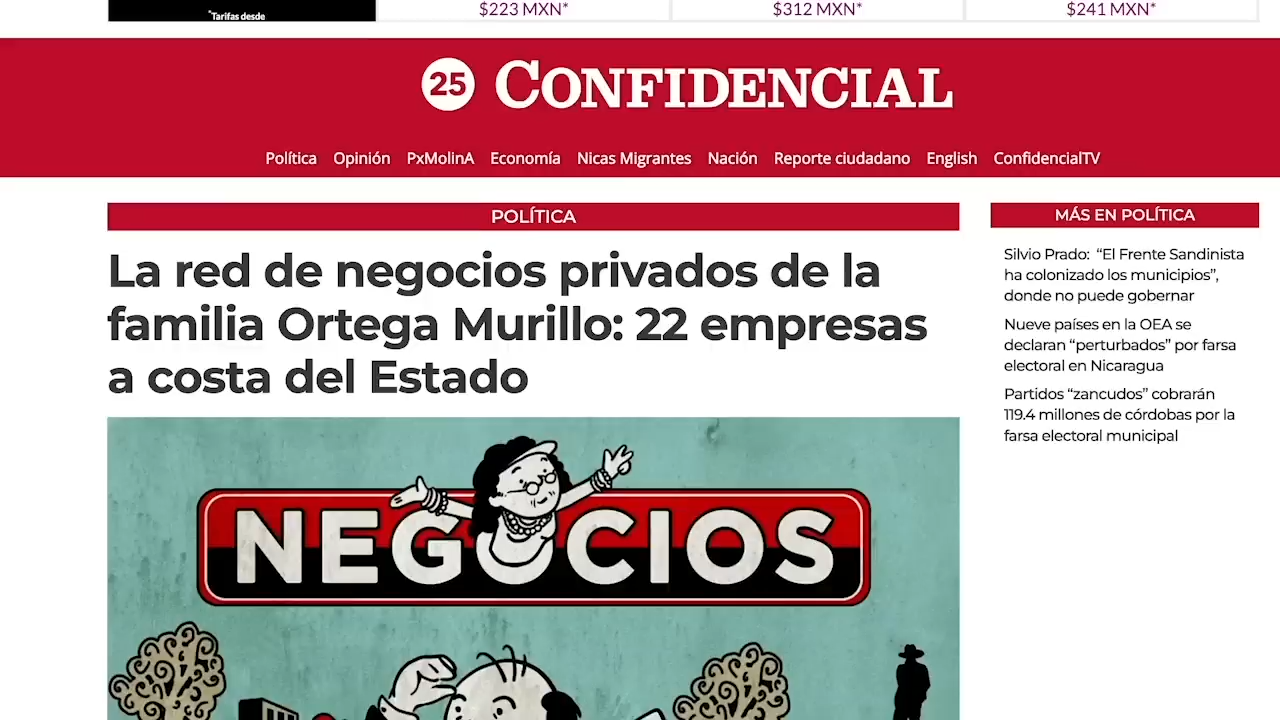 *Tarifas desde
$223 MXN*
$312 MXN*
$241 MXN*
25 CONFIDENCIAL
Política Opinión PxMolinA Economía Nicas Migrantes Nación Reporte ciudadano English ConfidencialTV
POLÍTICA
La red de negocios privados de la
familia Ortega Murillo: 22 empresas
a costa del Estado
NEGOCIOS
MÁS EN POLÍTICA
Silvio Prado: “El Frente Sandinista
ha colonizado los municipios”,
donde no puede gobernar
Nueve países en la OEA se
declaran “perturbados” por farsa
electoral en Nicaragua
Partidos “zancudos” cobrarán
119.4 millones de córdobas por la
farsa electoral municipal